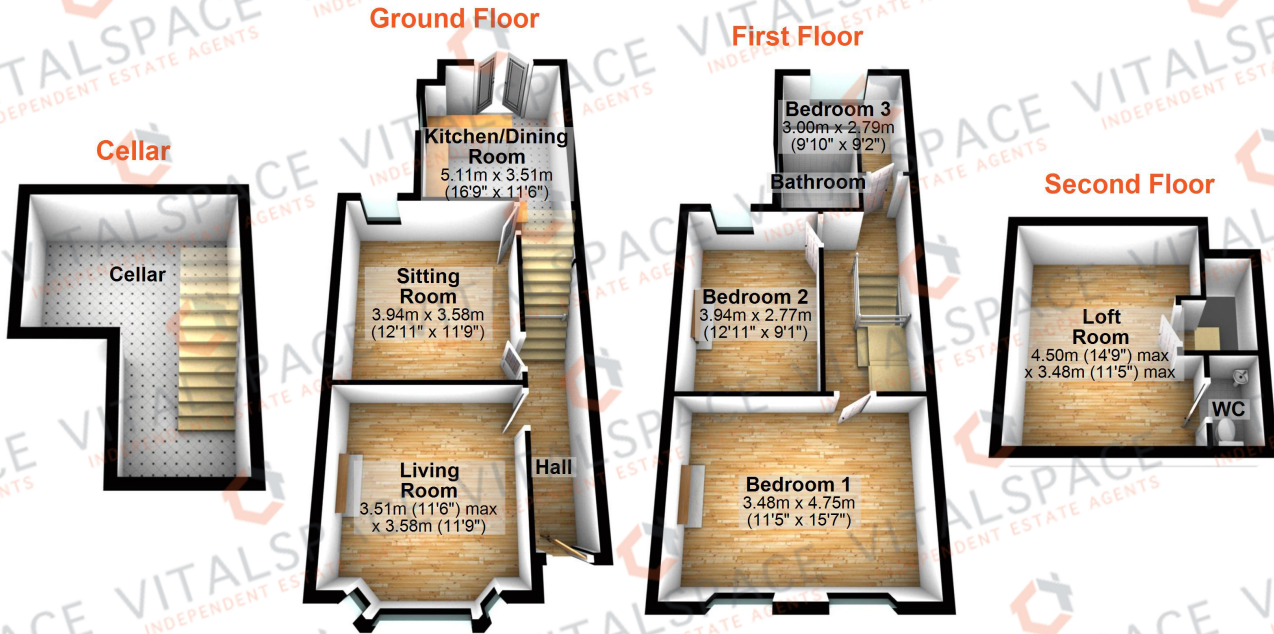 Cellar
Cellar
Ground Floor
Kitchen/Dining
Room
5.11m x 3.51m
(16'9" x 11'6")
Sitting
Room
3.94m x 3.58m
(12'11" x 11'9")
Living
Room
3.51m (11'6") max
x 3.58m (11'9")
Hall
First Floor
Bedroom 3
3.00m x 2.79m
(9'10" x 9'2")
Bathroom
Bedroom 2
3.94m x 2.77m
(12'11" x 9'1")
Bedroom 1
3.48m x 4.75m
(11'5" x 15'7")
Second Floor
Loft
Room
4.50m (14'9") max
x 3.48m (11'5") max
WC
VITALSPACE
INDEPENDENT ESTATE AGENTS